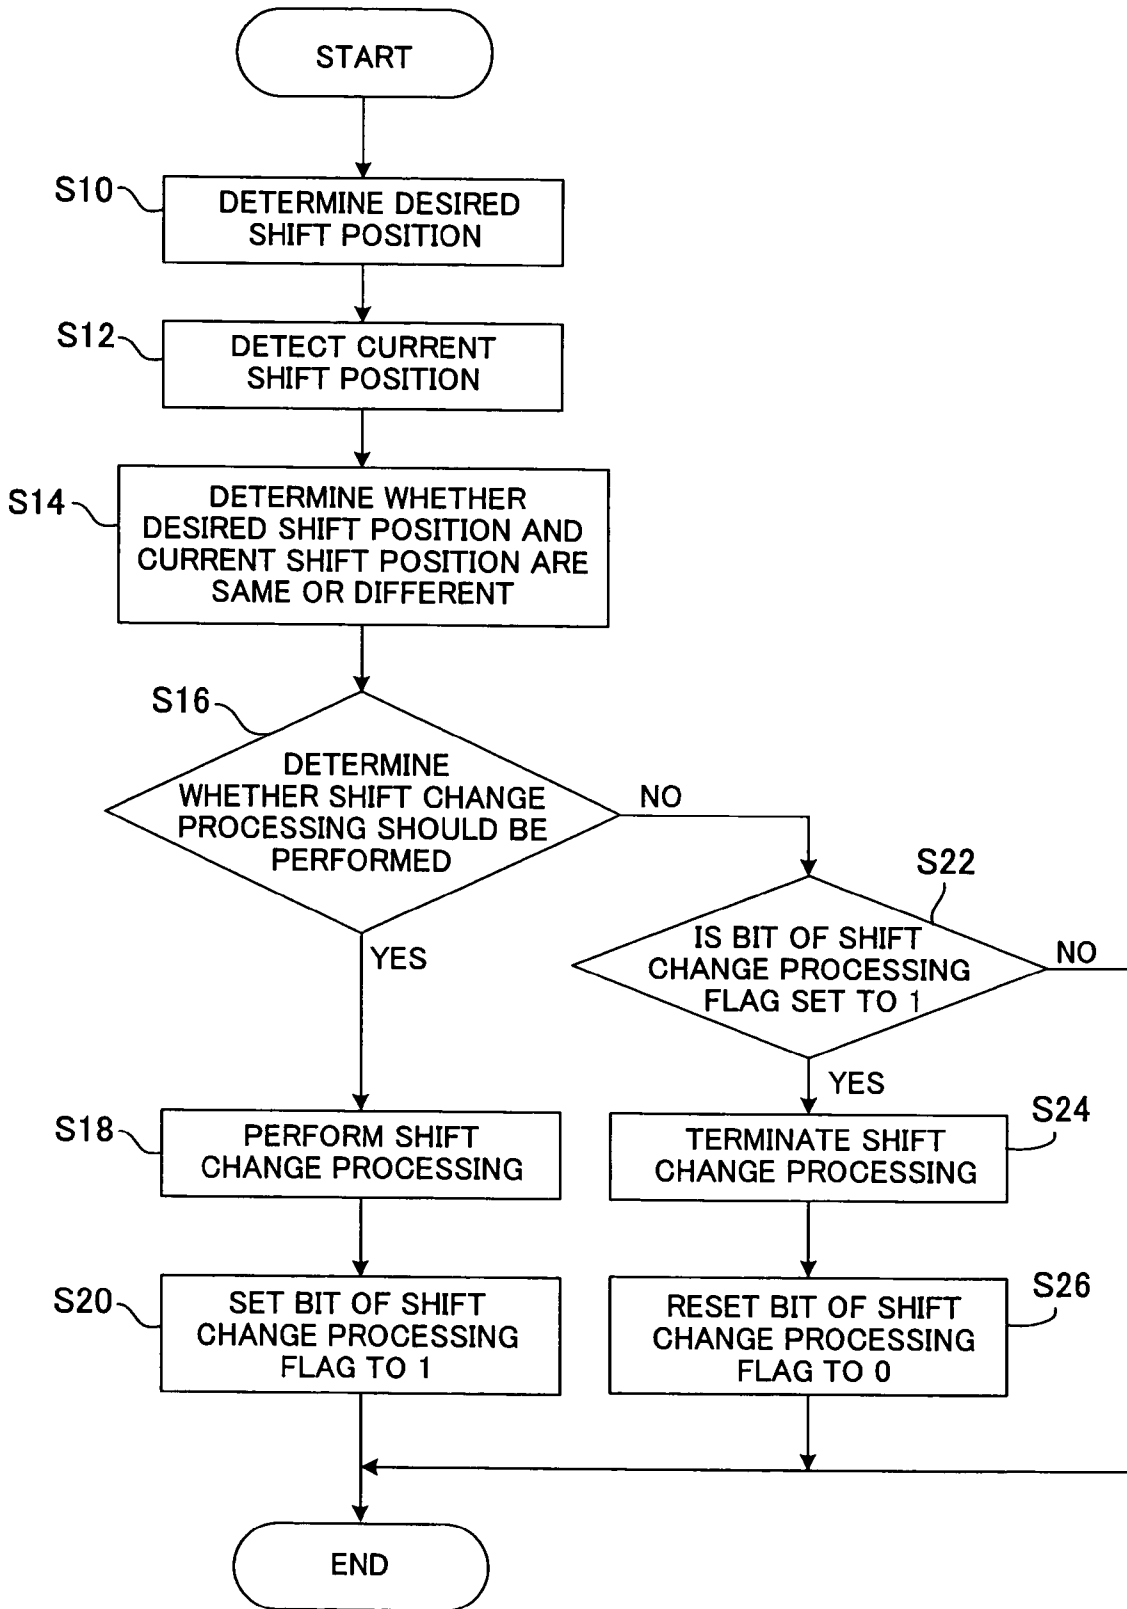 START
S10
DETERMINE DESIRED
SHIFT POSITION
S12
DETECT CURRENT
SHIFT POSITION
S14
DETERMINE WHETHER
DESIRED SHIFT POSITION AND
CURRENT SHIFT POSITION ARE
SAME OR DIFFERENT
S16
DETERMINE
WHETHER SHIFT CHANGE
PROCESSING SHOULD BE
PERFORMED
NO
YES
S22
IS BIT OF SHIFT
CHANGE PROCESSING
FLAG SET TO 1
NO
YES
S18
PERFORM SHIFT
CHANGE PROCESSING
S24
TERMINATE SHIFT
CHANGE PROCESSING
S20
SET BIT OF SHIFT
CHANGE PROCESSING
FLAG TO 1
S26
RESET BIT OF SHIFT
CHANGE PROCESSING
FLAG TO 0
END